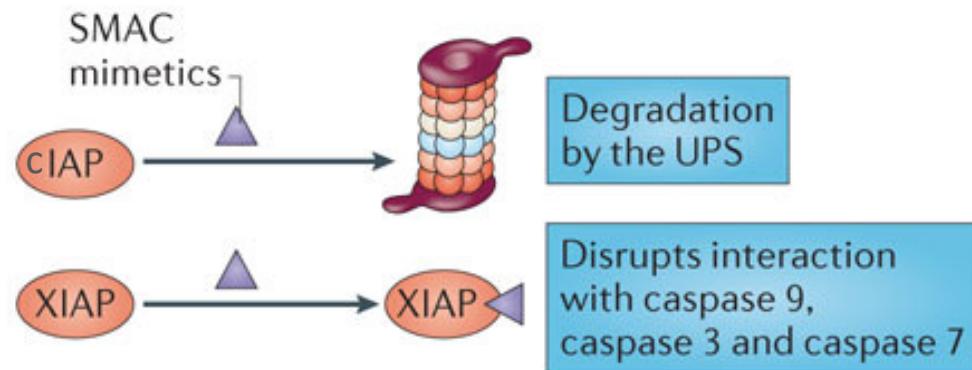 SMAC
mimetics
cIAP
Degradation
by the UPS
XIAP
XIAP
Disrupts interaction
with caspase 9,
caspase 3 and caspase 7